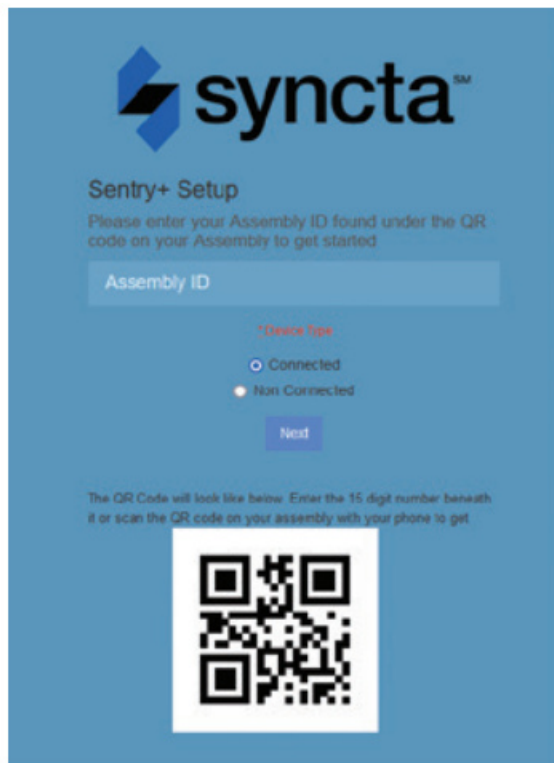 syncta℠
Sentry+ Setup
Please enter your Assembly ID found under the QR
code on your Assembly to get started
Assembly ID
*Device Type
Connected
Non Connected
Next
The QR Code will look like below. Enter the 15 digit number beneath
it or scan the QR code on your assembly with your phone to get